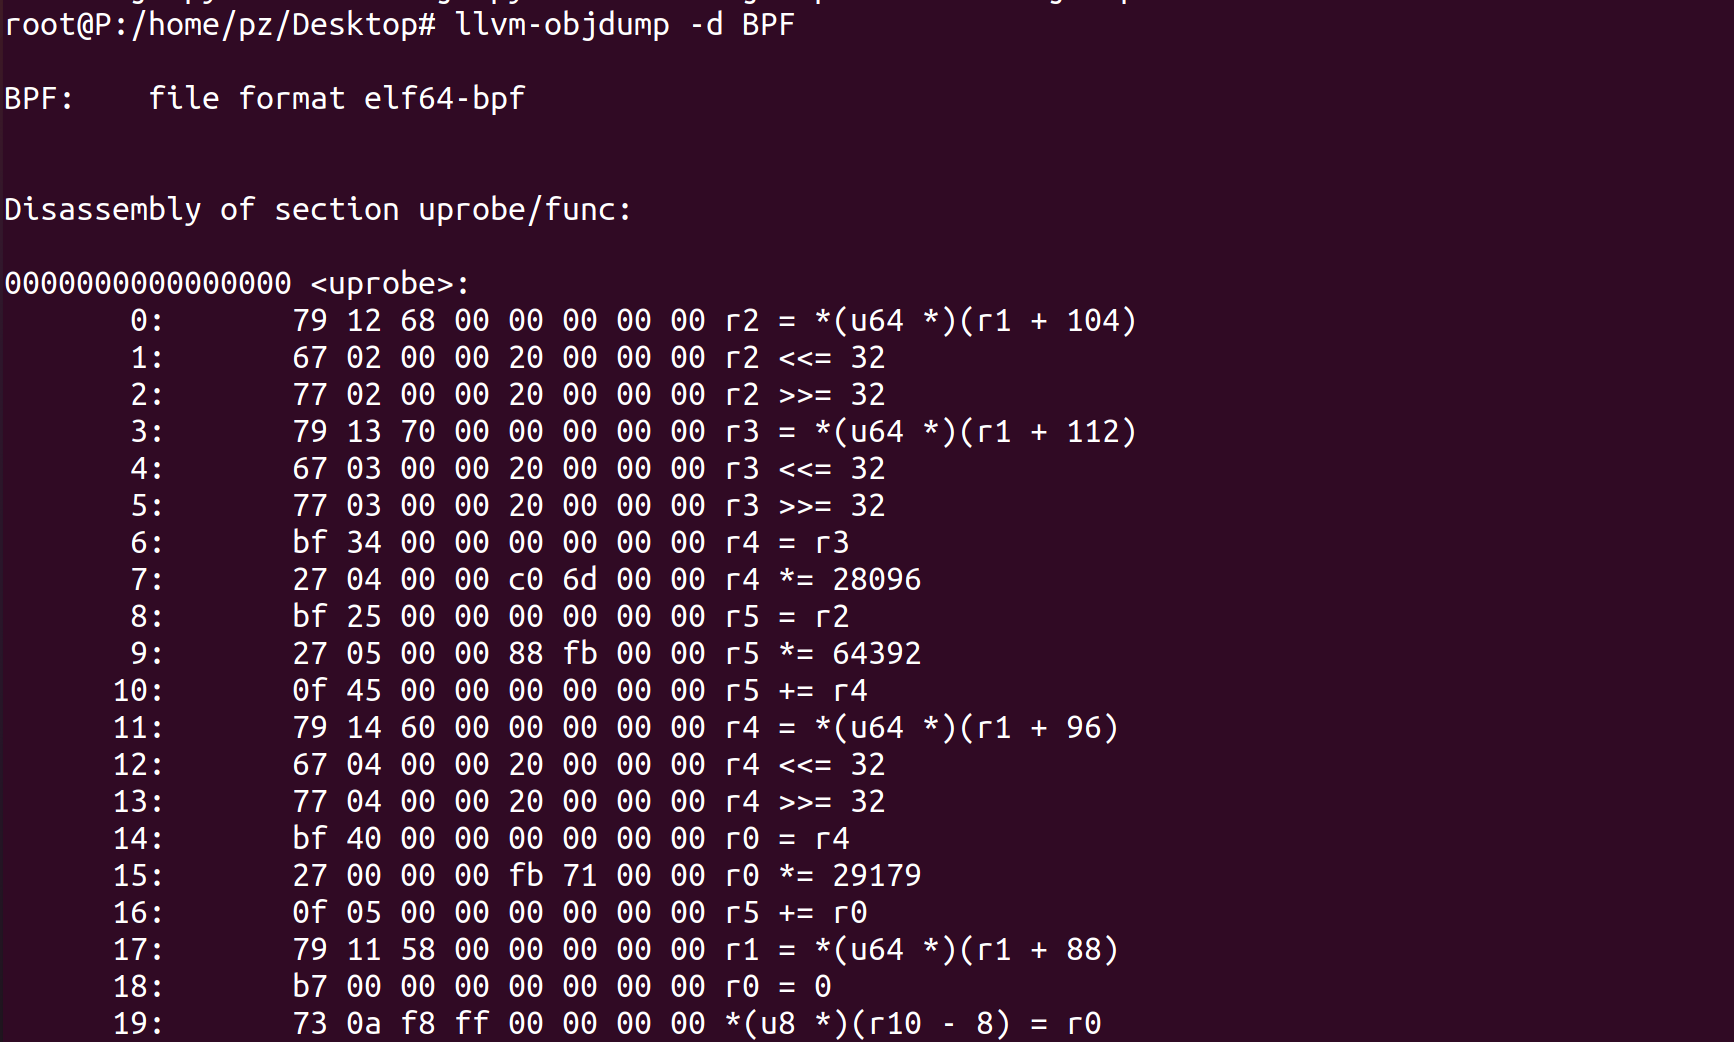 root@P:/home/pz/Desktop# llvm-objdump -d BPF
BPF:    file format elf64-bpf
Disassembly of section uprobe/func:
0000000000000000 <uprobe>:
       0:       79 12 68 00 00 00 00 00 r2 = *(u64 *)(r1 + 104)
       1:       67 02 00 00 20 00 00 00 r2 <<= 32
       2:       77 02 00 00 20 00 00 00 r2 >>= 32
       3:       79 13 70 00 00 00 00 00 r3 = *(u64 *)(r1 + 112)
       4:       67 03 00 00 20 00 00 00 r3 <<= 32
       5:       77 03 00 00 20 00 00 00 r3 >>= 32
       6:       bf 34 00 00 00 00 00 00 r4 = r3
       7:       27 04 00 00 c0 6d 00 00 r4 *= 28096
       8:       bf 25 00 00 00 00 00 00 r5 = r2
       9:       27 05 00 00 88 fb 00 00 r5 *= 64392
      10:       0f 45 00 00 00 00 00 00 r5 += r4
      11:       79 14 60 00 00 00 00 00 r4 = *(u64 *)(r1 + 96)
      12:       67 04 00 00 20 00 00 00 r4 <<= 32
      13:       77 04 00 00 20 00 00 00 r4 >>= 32
      14:       bf 40 00 00 00 00 00 00 r0 = r4
      15:       27 00 00 00 fb 71 00 00 r0 *= 29179
      16:       0f 05 00 00 00 00 00 00 r5 += r0
      17:       79 11 58 00 00 00 00 00 r1 = *(u64 *)(r1 + 88)
      18:       b7 00 00 00 00 00 00 00 r0 = 0
      19:       73 0a f8 ff 00 00 00 00 *(u8 *)(r10 - 8) = r0